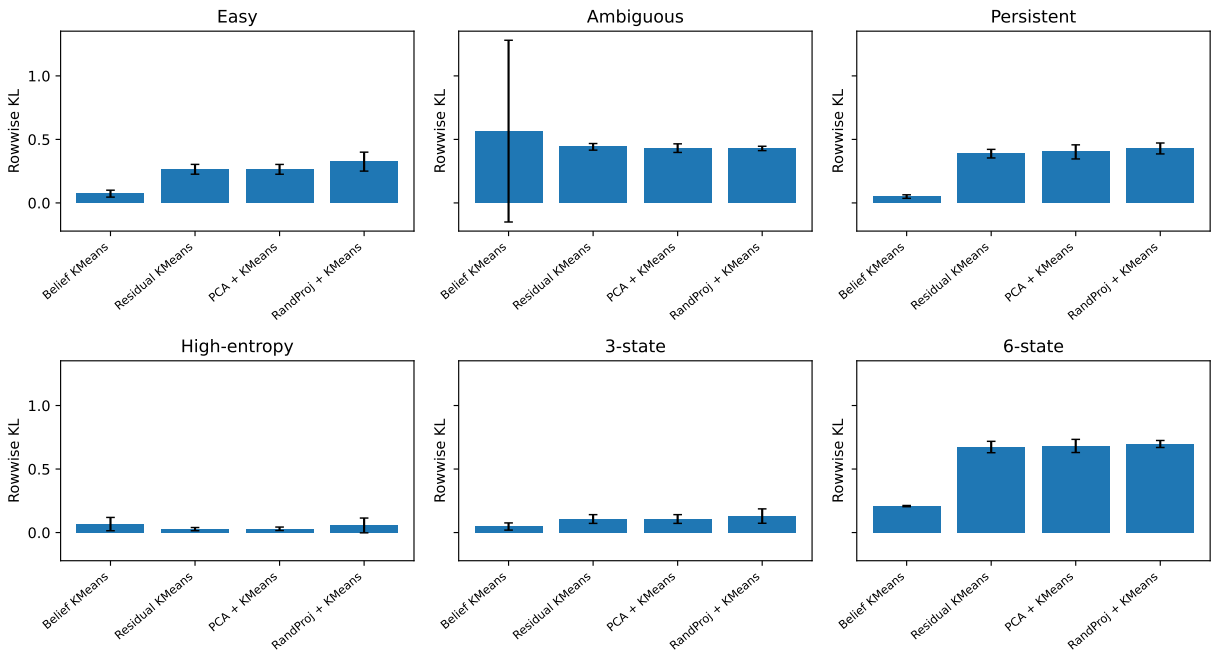 Easy
Ambiguous
Persistent
Rowwise KL
1.0
0.5
0.0
Belief KMeans
Residual KMeans
PCA + KMeans
RandProj + KMeans
Rowwise KL
Belief KMeans
Residual KMeans
PCA + KMeans
RandProj + KMeans
Rowwise KL
Belief KMeans
Residual KMeans
PCA + KMeans
RandProj + KMeans
High-entropy
3-state
6-state
Rowwise KL
1.0
0.5
0.0
Belief KMeans
Residual KMeans
PCA + KMeans
RandProj + KMeans
Rowwise KL
Belief KMeans
Residual KMeans
PCA + KMeans
RandProj + KMeans
Rowwise KL
Belief KMeans
Residual KMeans
PCA + KMeans
RandProj + KMeans